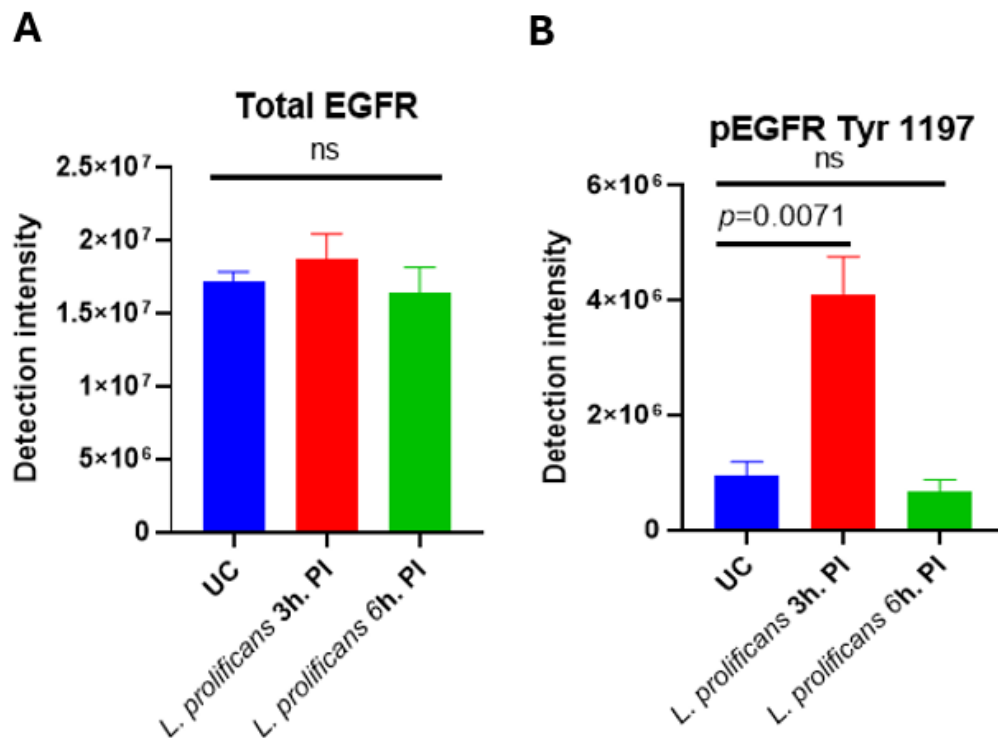 A
Total EGFR
ns
2.5×10⁷
2×10⁷
1.5×10⁷
1×10⁷
5×10⁶
0
Detection intensity
UC
L. prolificans 3h. PI
L. prolificans 6h. PI
B
pEGFR Tyr 1197
ns
p=0.0071
6×10⁶
4×10⁶
2×10⁶
0
Detection intensity
UC
L. prolificans 3h. PI
L. prolificans 6h. PI